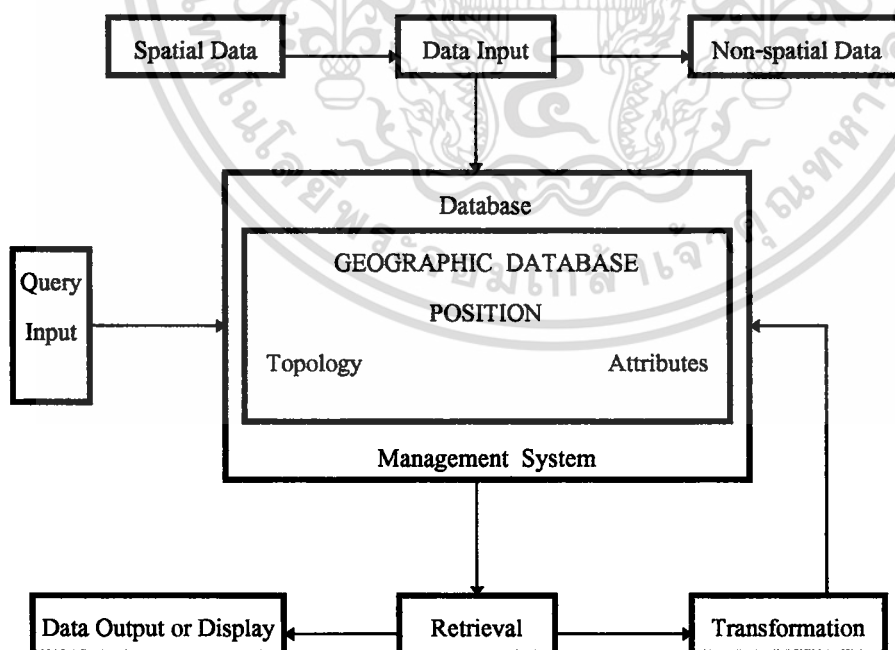 Spatial Data
Data Input
Non-spatial Data
Database
GEOGRAPHIC DATABASE
POSITION
Topology
Attributes
Management System
Query
Input
Data Output or Display
Retrieval
Transformation